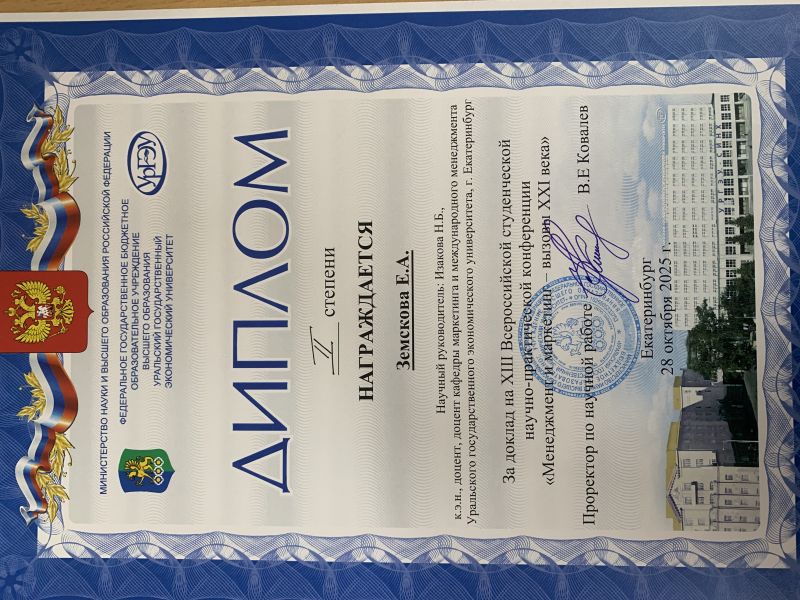 МИНИСТЕРСТВО НАУКИ И ВЫСШЕГО ОБРАЗОВАНИЯ РОССИЙСКОЙ ФЕДЕРАЦИИ
ФЕДЕРАЛЬНОЕ ГОСУДАРСТВЕННОЕ БЮДЖЕТНОЕ
ОБРАЗОВАТЕЛЬНОЕ УЧРЕЖДЕНИЕ
ВЫСШЕГО ОБРАЗОВАНИЯ
УРАЛЬСКИЙ ГОСУДАРСТВЕННЫЙ
ЭКОНОМИЧЕСКИЙ УНИВЕРСИТЕТ
УрГЭУ
ДИПЛОМ
II степени
НАГРАЖДАЕТСЯ
Земскова Е.А.
Научный руководитель: Изакова Н.Б.,
к.э.н., доцент, доцент кафедры маркетинга и международного менеджмента
Уральского государственного экономического университета, г. Екатеринбург
За доклад на XIII Всероссийской студенческой
научно-практической конференции
«Менеджмент и маркетинг – вызовы XXI века»
Проректор по научной работе В.Е Ковалев
Екатеринбург
28 октября 2025 г.